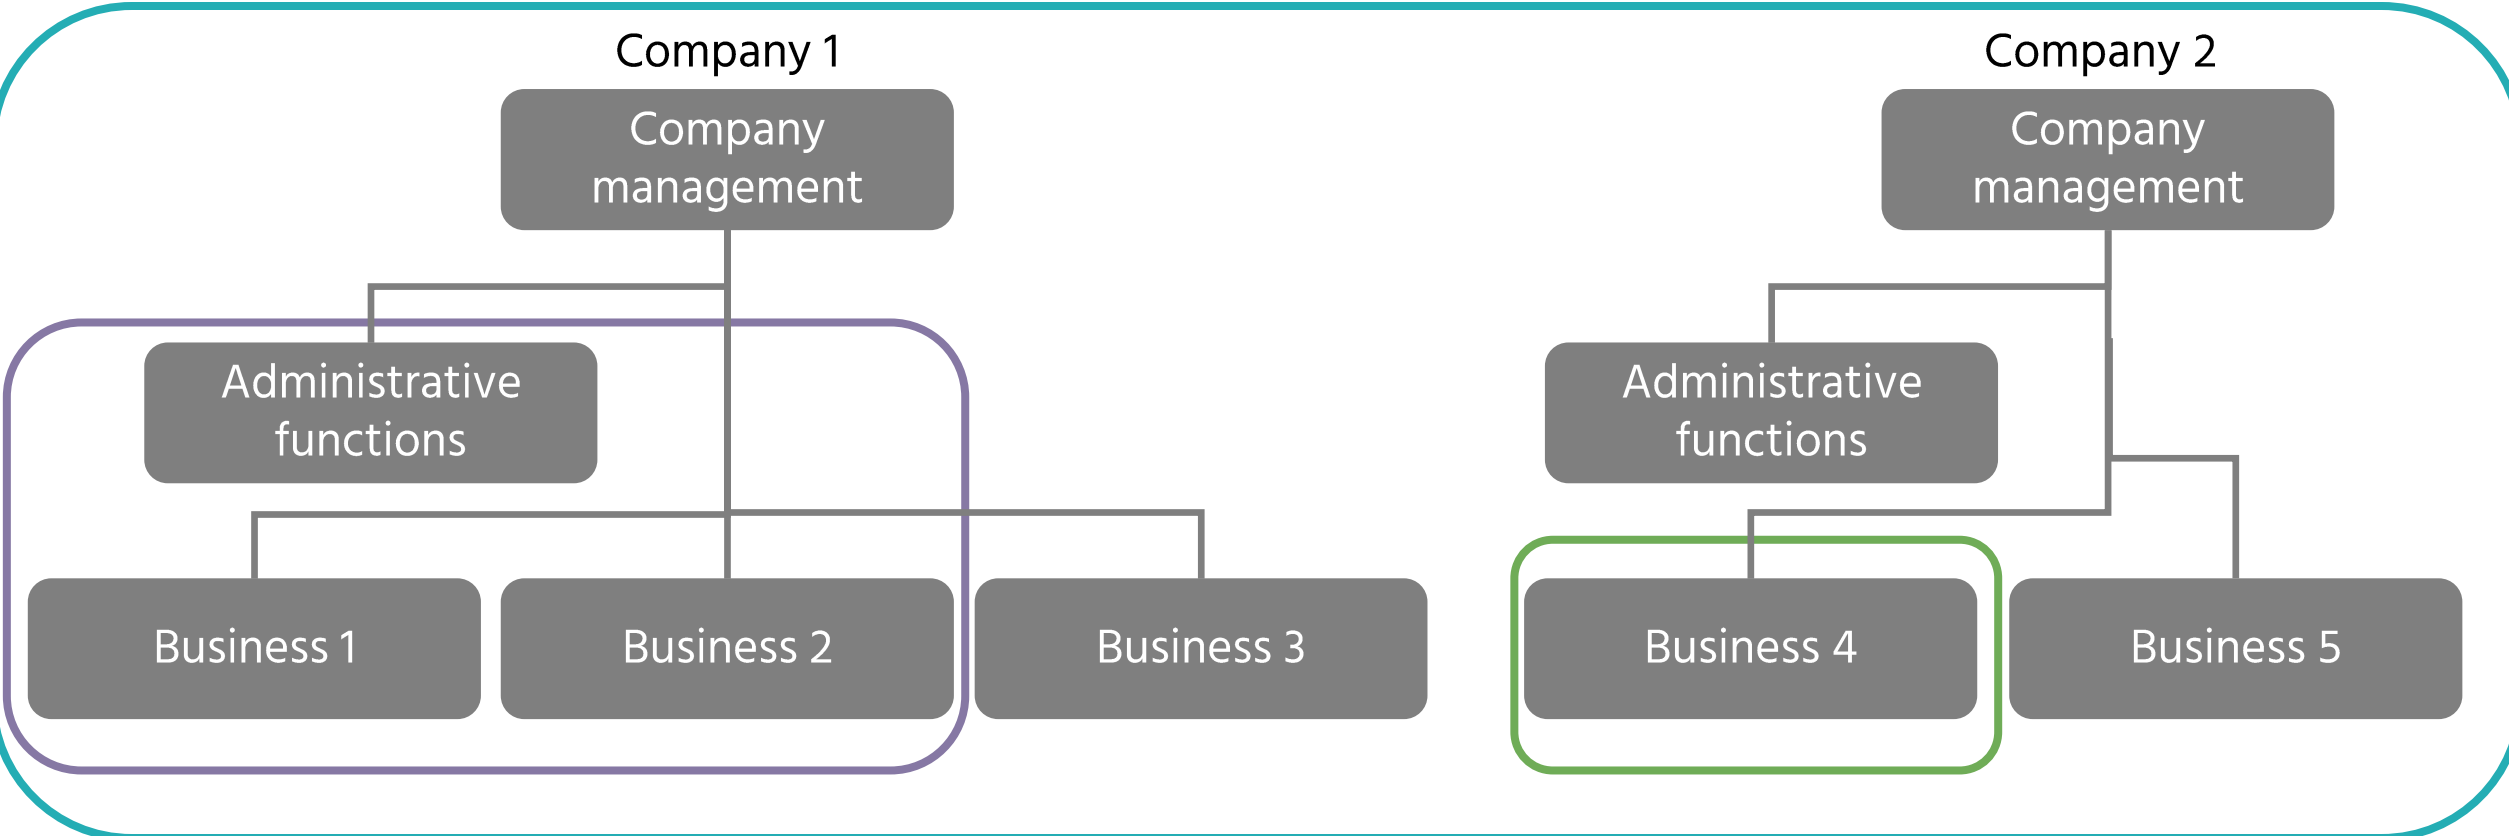 Company 1
Company 2
Company
management
Company
management
Administrative
functions
Administrative
functions
Business 1
Business 2
Business 3
Business 4
Business 5